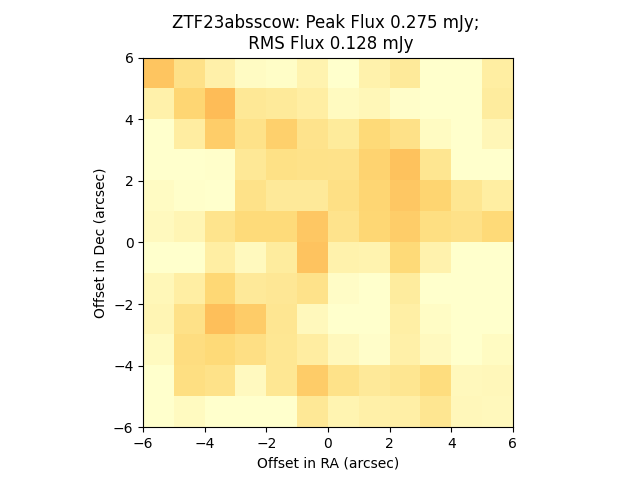 ZTF23absscow: Peak Flux 0.275 mJy;
RMS Flux 0.128 mJy
6
4
2
0
−2
−4
−6
Offset in Dec (arcsec)
−6 −4 −2 0 2 4 6
Offset in RA (arcsec)